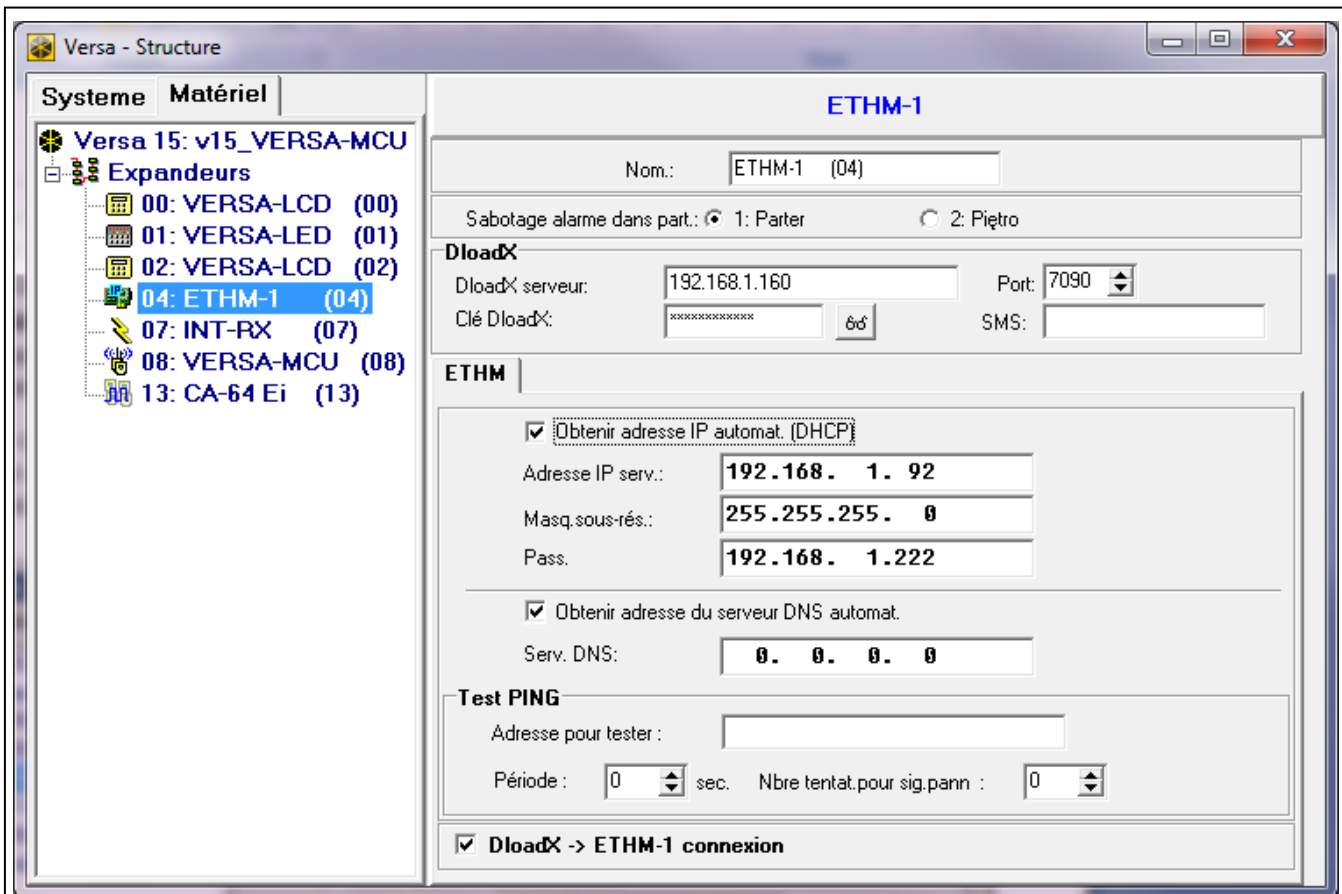 Versa - Structure
Systeme Matériel
Versa 15: v15_VERSA-MCU
Expandeurs
00: VERSA-LCD (00)
01: VERSA-LED (01)
02: VERSA-LCD (02)
04: ETHM-1 (04)
07: INT-RX (07)
08: VERSA-MCU (08)
13: CA-64 Ei (13)
ETHM-1
Nom.: ETHM-1 (04)
Sabotage alarme dans part.: 1: Parter 2: Piętro
DloadX
DloadX serveur: 192.168.1.160 Port: 7090
Clé DloadX: ************ SMS:
ETHM
Obtenir adresse IP automat. (DHCP)
Adresse IP serv.: 192.168. 1. 92
Masq.sous-rés.: 255.255.255. 0
Pass. 192.168. 1.222
Obtenir adresse du serveur DNS automat.
Serv. DNS: 0. 0. 0. 0
Test PING
Adresse pour tester :
Période : 0 sec. Nbre tentat.pour sig.pann : 0
DloadX -> ETHM-1 connexion